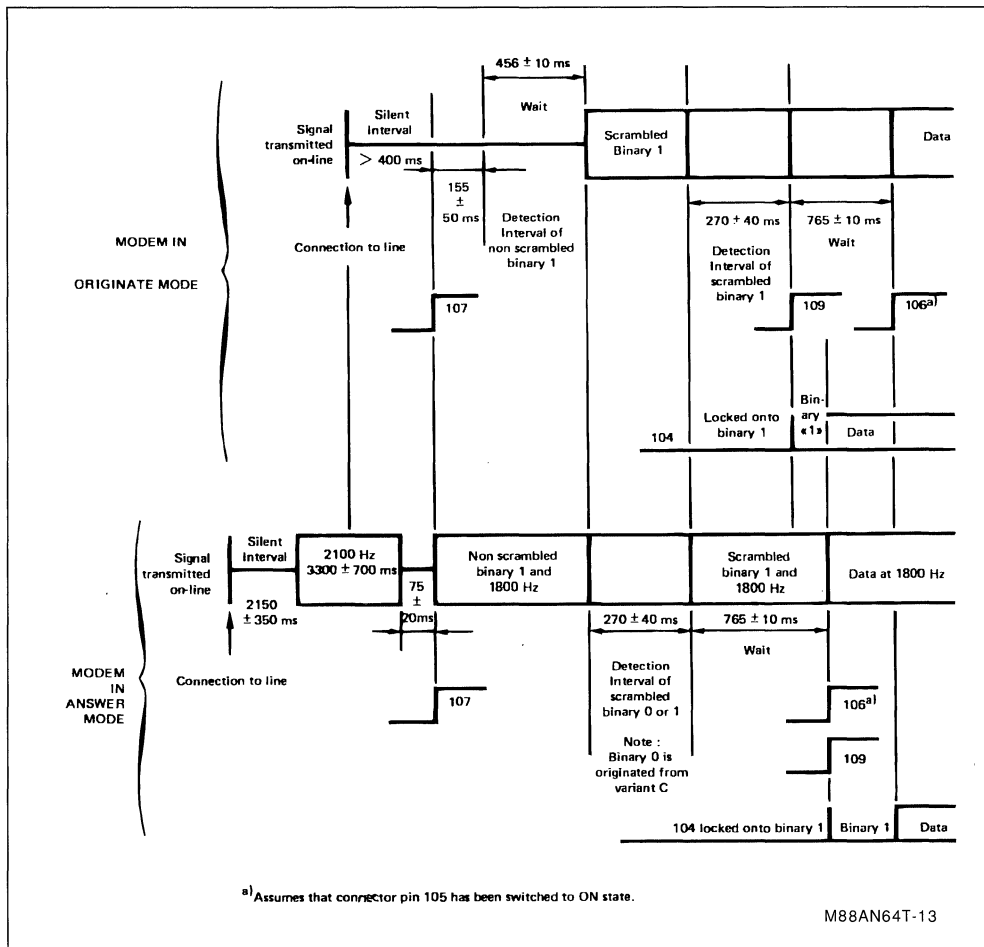 456 ± 10 ms
Wait
Silent
Interval
Signal
transmitted
on-line
> 400 ms
155
±
50 ms
Scrambled
Binary 1
Data
Detection
Interval of
non scrambled
binary 1
270 ± 40 ms
765 ± 10 ms
Wait
Detection
Interval of
scrambled
binary 1
Connection to line
MODEM IN
ORIGINATE MODE
107
109
106a)
Locked onto
binary 1
Bin-
ary
«1»
Data
104
Signal
transmitted
on-line
Silent
Interval
2150
± 350 ms
2100 Hz
3300 ± 700 ms
75
±
20ms
Non scrambled
binary 1 and
1800 Hz
Scrambled
binary 1 and
1800 Hz
Data at 1800 Hz
270 ± 40 ms
765 ± 10 ms
Wait
Connection to line
MODEM
IN
ANSWER
MODE
107
Detection
Interval of
scrambled
binary 0 or 1
Note :
Binary 0 is
originated from
variant C
106a)
109
104 locked onto binary 1
Binary 1
Data
a)Assumes that connector pin 105 has been switched to ON state.
M88AN64T-13